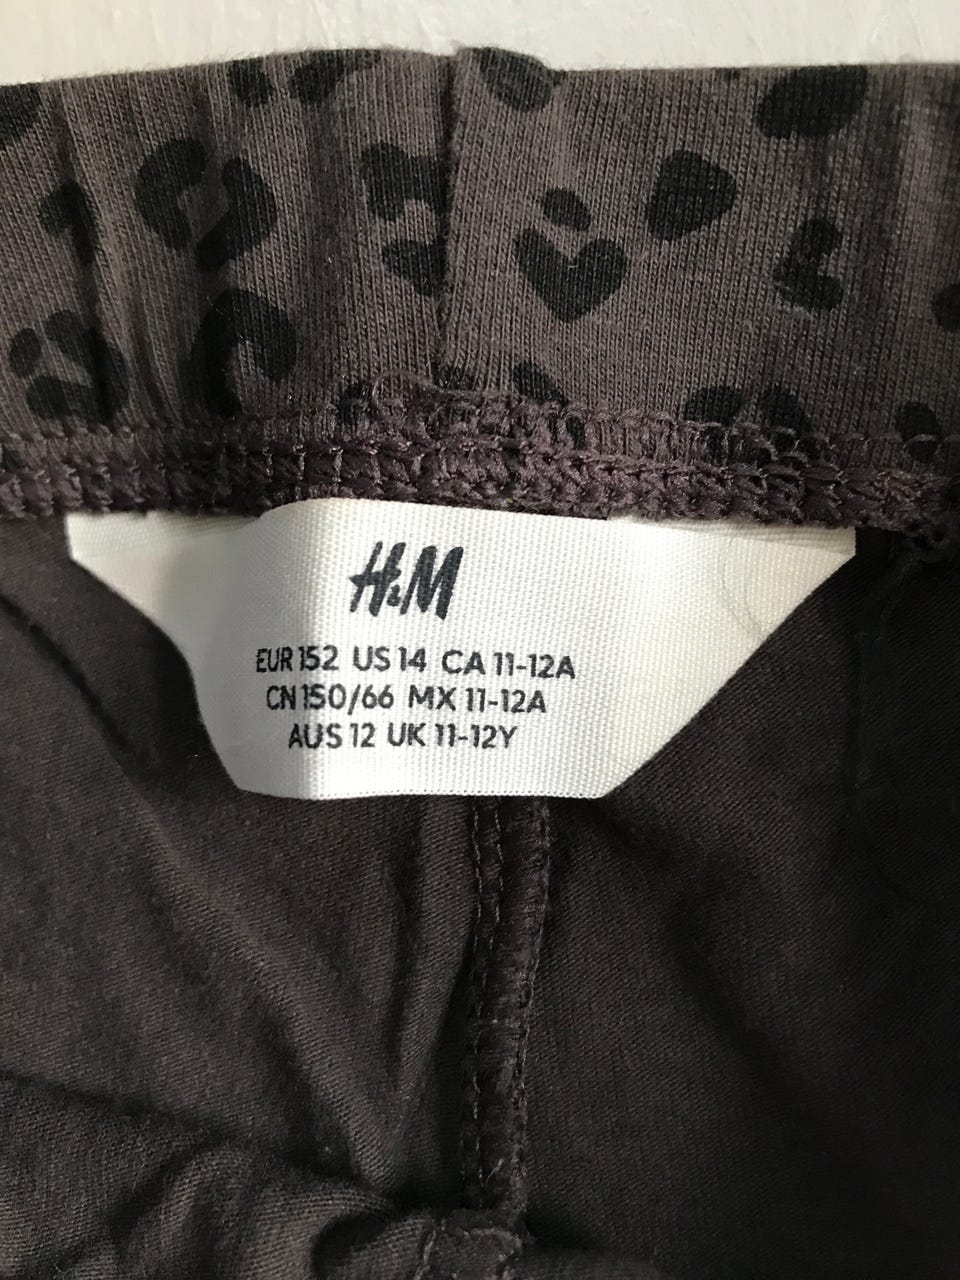 H&M
EUR 152 US 14 CA 11-12A
CN 150/66 MX 11-12A
AUS 12 UK 11-12Y